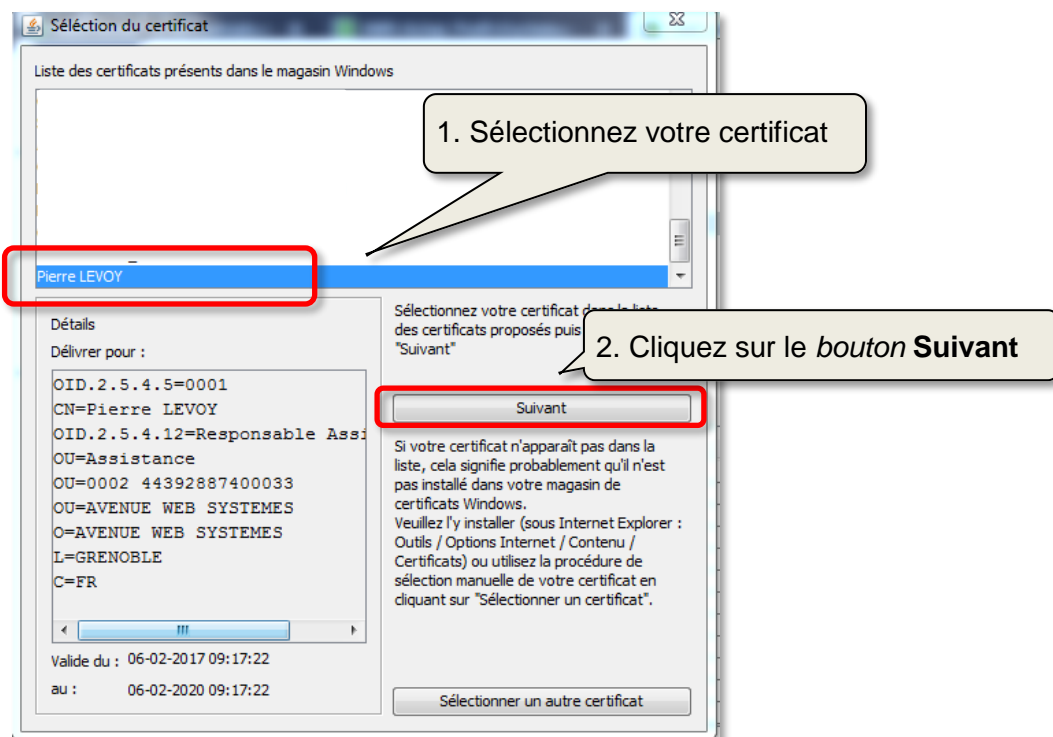 Séléction du certificat
Liste des certificats présents dans le magasin Windows
1. Sélectionnez votre certificat
Pierre LEVOY
Détails
Délivrer pour :
OID.2.5.4.5=0001
CN=Pierre LEVOY
OID.2.5.4.12=Responsable
OU=Assistance
OU=0002 44392887400033
OU=AVENUE WEB SYSTEMES
O=AVENUE WEB SYSTEMES
L=GRENOBLE
C=FR
Valide du : 06-02-2017 09:17:22
au : 06-02-2020 09:17:22
Sélectionnez votre certificat dans la liste
des certificats proposés puis
"Suivant"
2. Cliquez sur le bouton Suivant
Suivant
Si votre certificat n'apparaît pas dans la
liste, cela signifie probablement qu'il n'est
pas installé dans votre magasin de
certificats Windows.
Veuillez l'y installer (sous Internet Explorer :
Outils / Options Internet / Contenu /
Certificats) ou utilisez la procédure de
sélection manuelle de votre certificat en
cliquant sur "Sélectionner un certificat".
Sélectionner un autre certificat